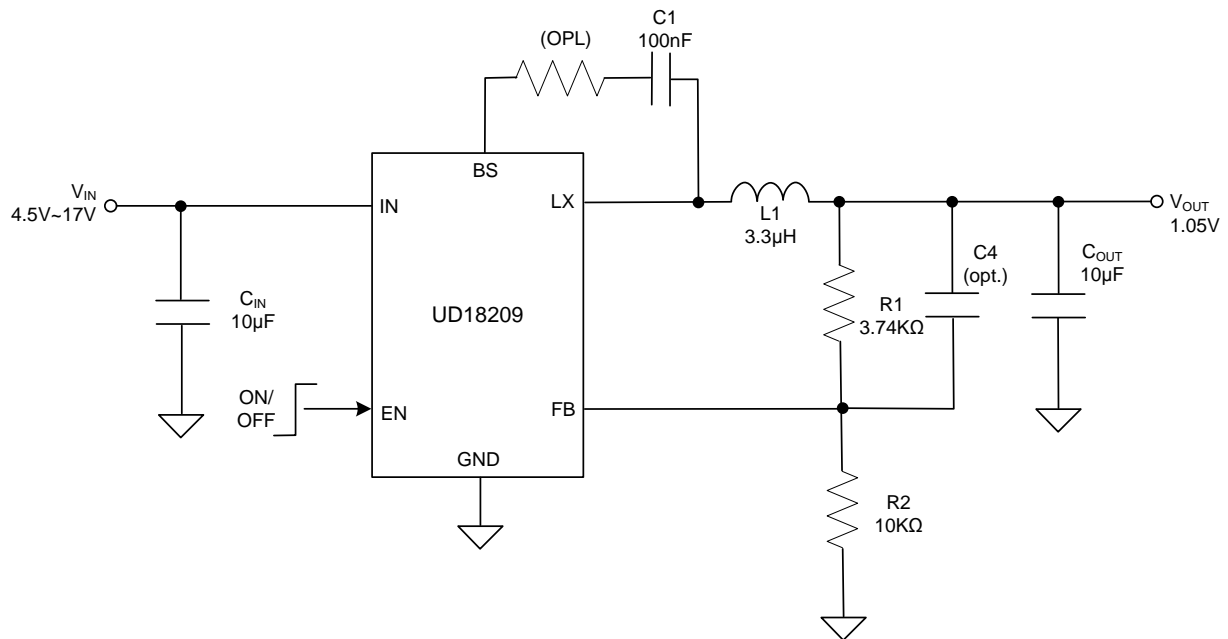 C1
100nF
(OPL)
BS
V_IN
4.5V~17V
IN
LX
L1
3.3µH
V_OUT
1.05V
C4
(opt.)
C_OUT
10µF
C_IN
10µF
UD18209
R1
3.74KΩ
ON/
OFF
EN
FB
GND
R2
10KΩ